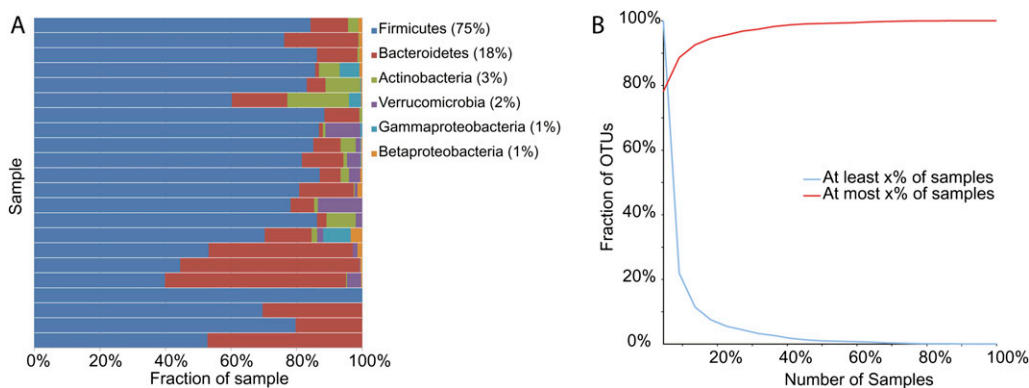 A
Sample
Firmicutes (75%)
Bacteroidetes (18%)
Actinobacteria (3%)
Verrucomicrobia (2%)
Gammaproteobacteria (1%)
Betaproteobacteria (1%)
0% 20% 40% 60% 80% 100%
Fraction of sample
B
Fraction of OTUs
100%
80%
60%
40%
20%
0%
At least x% of samples
At most x% of samples
20% 40% 60% 80% 100%
Number of Samples